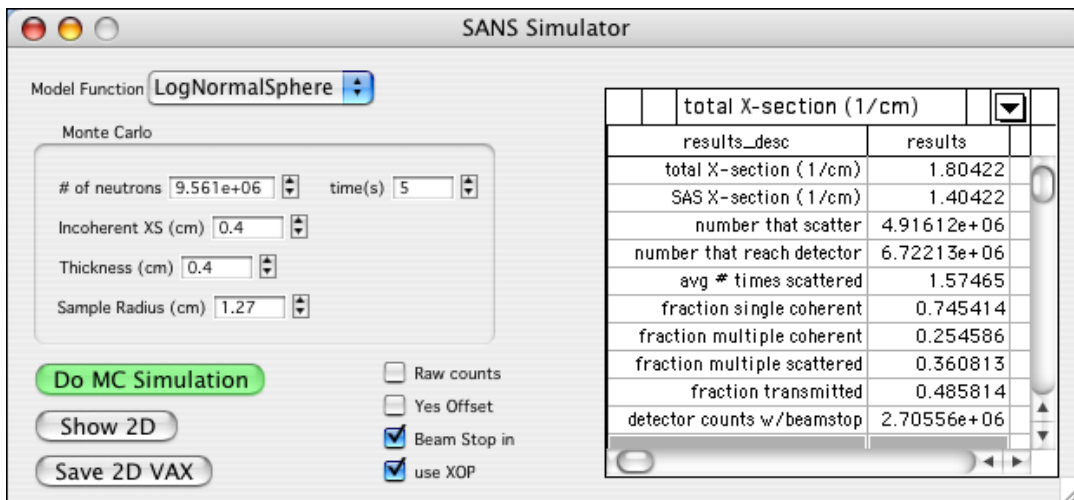 SANS Simulator
Model Function LogNormalSphere
Monte Carlo
# of neutrons 9.561e+06 time(s) 5
Incoherent XS (cm) 0.4
Thickness (cm) 0.4
Sample Radius (cm) 1.27
Do MC Simulation
Show 2D
Save 2D VAX
Raw counts
Yes Offset
Beam Stop in
use XOP
total X-section (1/cm)
results_desc results
total X-section (1/cm) 1.80422
SAS X-section (1/cm) 1.40422
number that scatter 4.91612e+06
number that reach detector 6.72213e+06
avg # times scattered 1.57465
fraction single coherent 0.745414
fraction multiple coherent 0.254586
fraction multiple scattered 0.360813
fraction transmitted 0.485814
detector counts w/beamstop 2.70556e+06